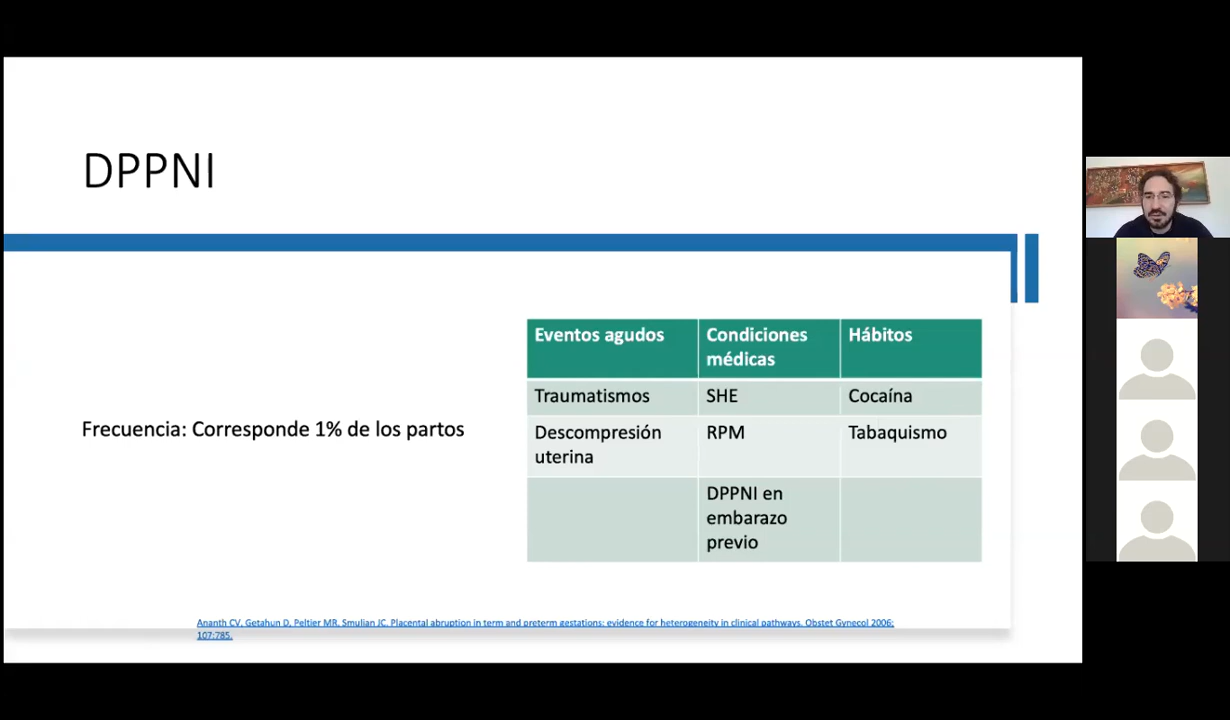 DPPNI
Frecuencia: Corresponde 1% de los partos
Eventos agudos
Condiciones
médicas
Hábitos
Traumatismos
SHE
Cocaína
Descompresión
uterina
RPM
Tabaquismo
DPPNI en
embarazo
previo
Ananth CV, Getahun D, Peltier MR, Smulian JC. Placental abruption in term and preterm gestations: evidence for heterogeneity in clinical pathways. Obstet Gynecol 2006;
107:785.